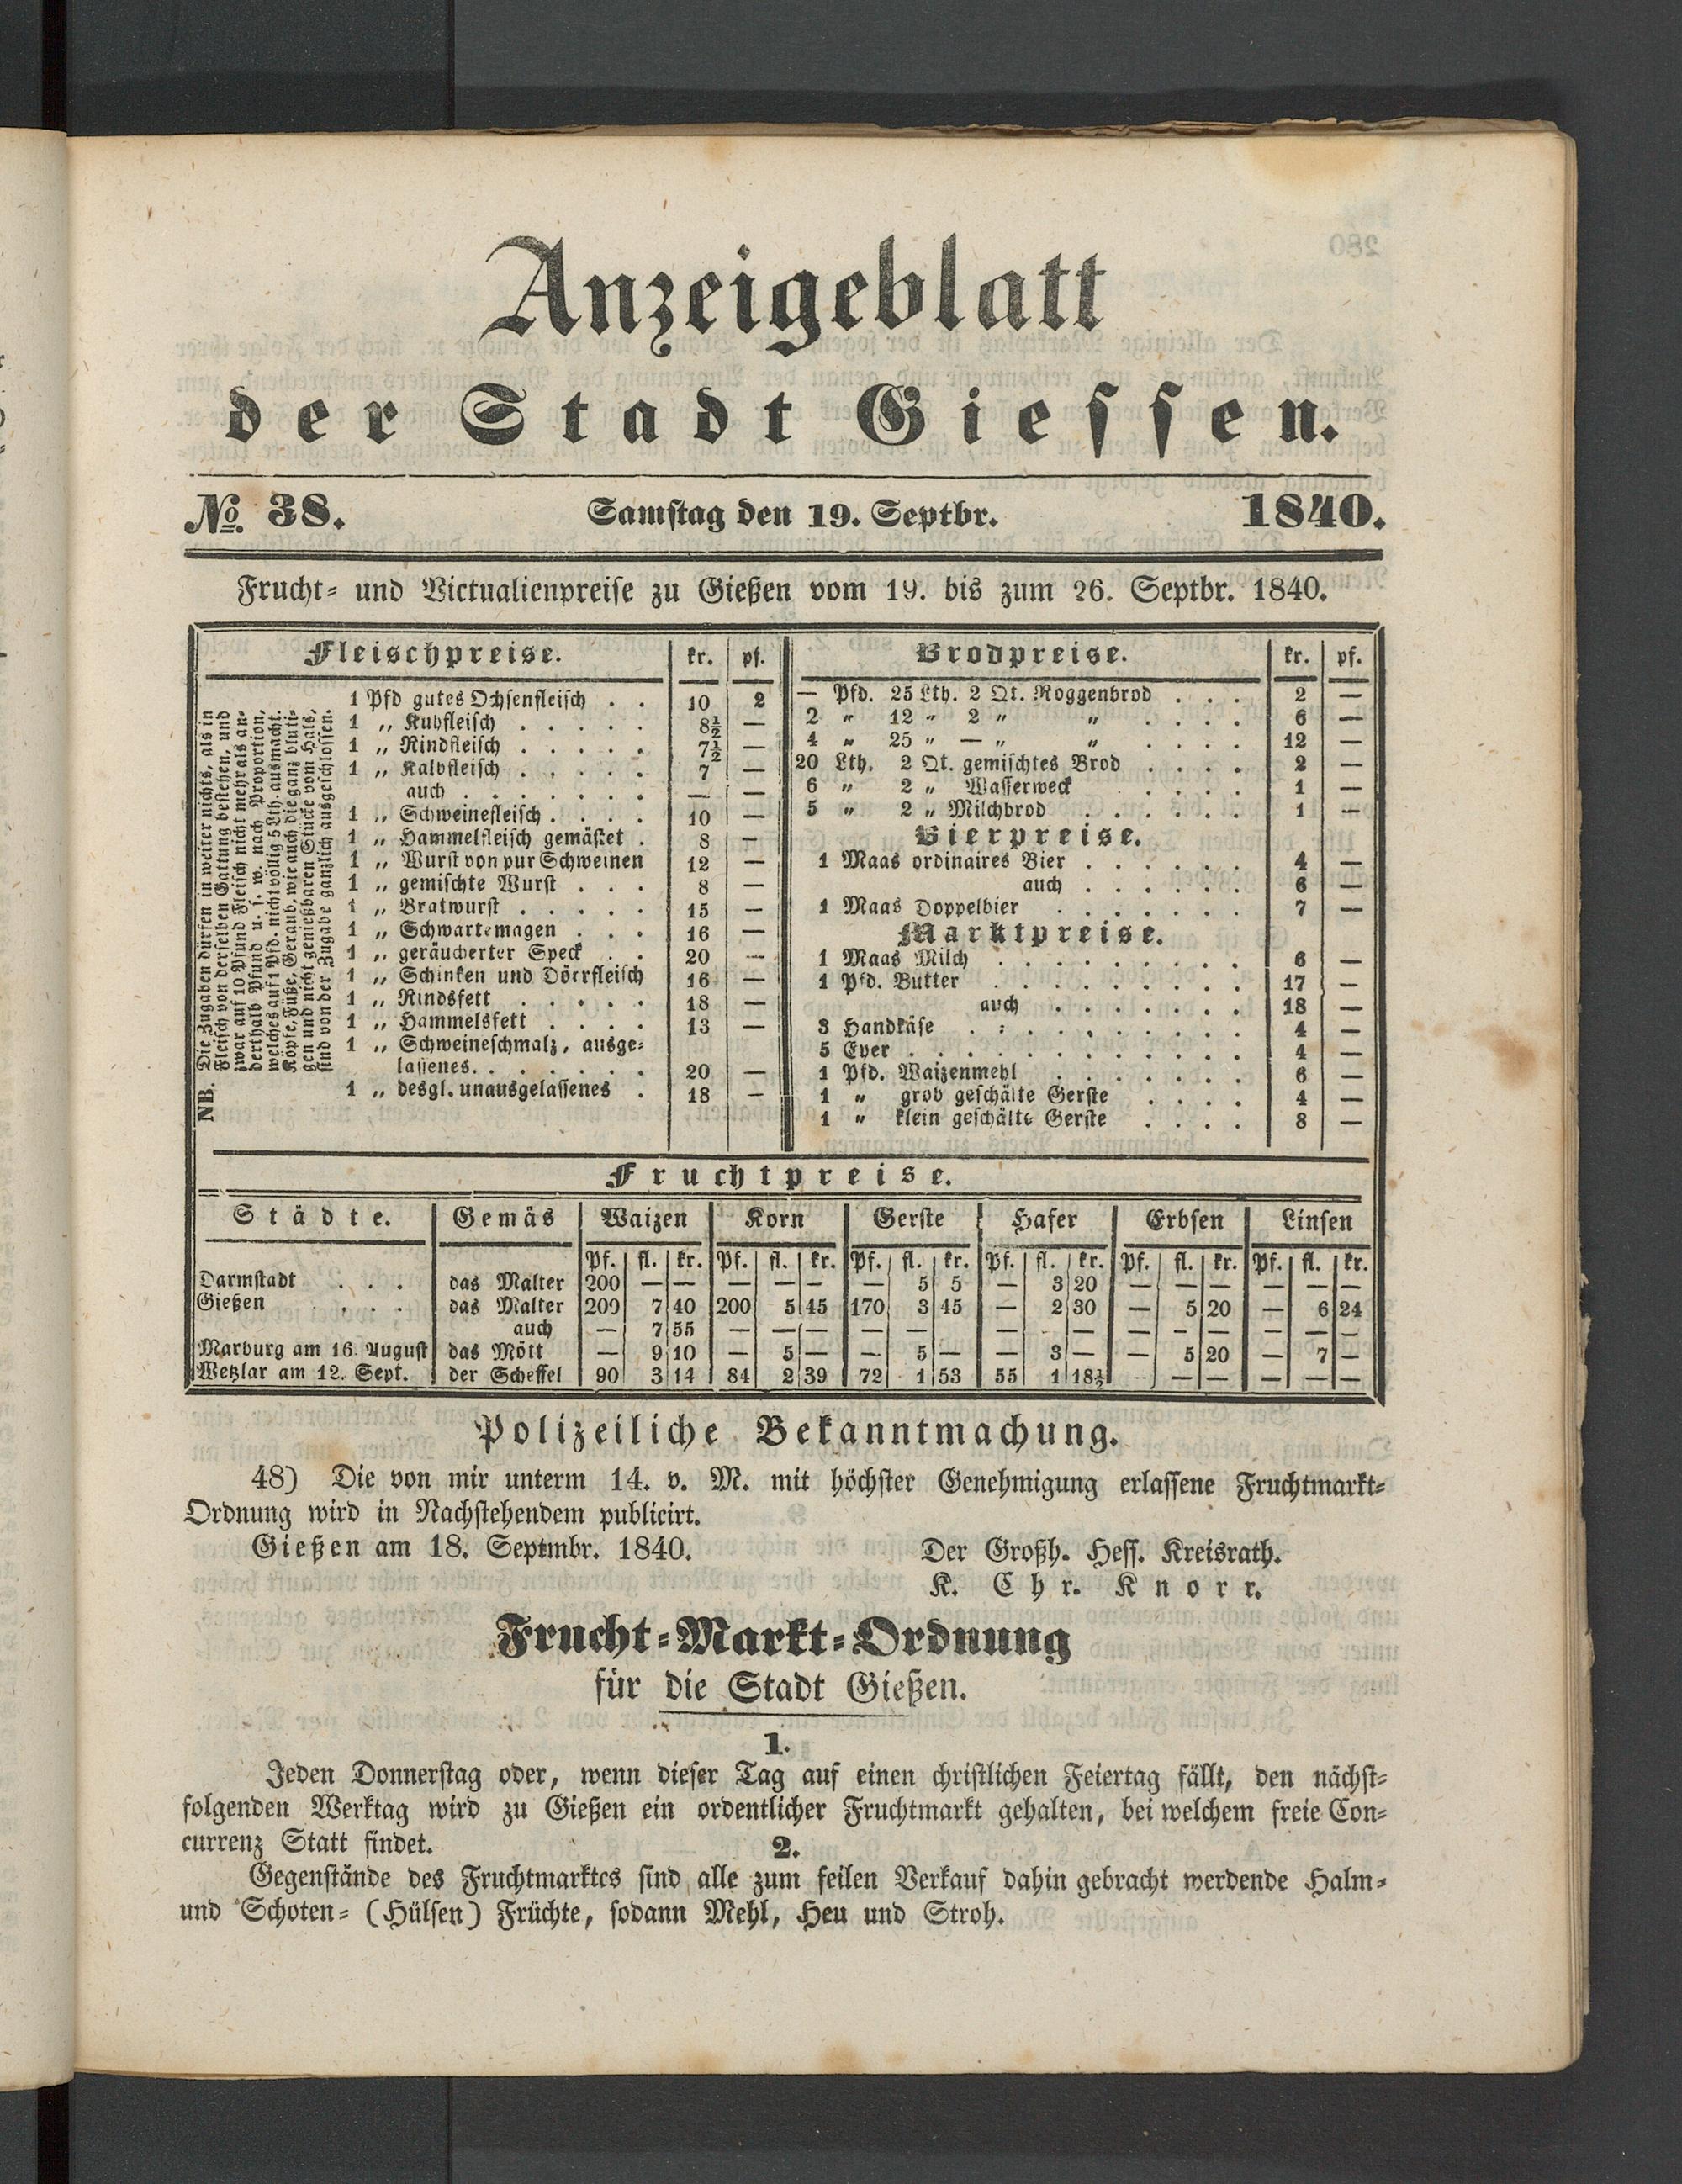 Anzeigeblatt
der Stadt Giessen.
No. 38. Samstag den 19. Septbr. 1840.
Frucht- und Victualienpreise zu Gießen vom 19. bis zum 26. Septbr. 1840.
Fleischpreise. kr. pf.
NB. Die Zugaben dürfen in weiter nichts, als in
Fleisch von derselben Gattung bestehen, und
zwar auf 10 Pfund Fleisch nicht mehr als an-
derthalb Pfund u. s. w. nach Proportion,
welches auf 1 Pfd. nicht völlig 5 Lth. ausmacht.
Köpfe, Füße, Geraub, wie auch die ganz bluti-
gen und nicht genießbaren Stücke vom Hals,
sind von der Zugabe gänzlich ausgeschlossen.
1 Pfd gutes Ochsenfleisch . . 10 2
1 „ Kuhfleisch . . . . . 8½ —
1 „ Rindfleisch . . . . . 7½ —
1 „ Kalbfleisch . . . . . 7 —
auch . . . . . . . — —
1 „ Schweinefleisch . . . . 10 —
1 „ Hammelfleisch gemästet . 8 —
1 „ Wurst von pur Schweinen 12 —
1 „ gemischte Wurst . . . 8 —
1 „ Bratwurst . . . . . 15 —
1 „ Schwartemagen . . . 16 —
1 „ geräucherter Speck . . 20 —
1 „ Schinken und Dörrfleisch 16 —
1 „ Rindsfett . . . . . 18 —
1 „ Hammelsfett . . . . 13 —
1 „ Schweineschmalz, ausge-
lassenes. . . . . . . 20 —
1 „ desgl. unausgelassenes . 18 —
Brodpreise. kr. pf.
— Pfd. 25 Lth. 2 Qt. Roggenbrod . . . 2 —
2 „ 12 „ 2 „ „ . . . . 6 —
4 „ 25 „ — „ „ . . . . 12 —
20 Lth. 2 Qt. gemischtes Brod . . . . 2 —
6 „ 2 „ Wasserweck . . . . 1 —
5 „ 2 „ Milchbrod . . . . . . 1 —
Bierpreise.
1 Maas ordinaires Bier . . . . . . 4 —
auch . . . . . . 6 —
1 Maas Doppelbier . . . . . . . 7 —
Marktpreise.
1 Maas Milch . . . . . . . . . 6 —
1 Pfd. Butter . . . . . . . . . 17 —
auch . . . . . . . 18 —
3 Handkäse . . . . . . . . . . 4 —
5 Eyer . . . . . . . . . . . . 4 —
1 Pfd. Waizenmehl . . . . . . . 6 —
1 „ grob geschälte Gerste . . . . 4 —
1 „ klein geschälte Gerste . . . . 8 —
Fruchtpreise.
Städte. Gemäs Waizen Korn Gerste Hafer Erbsen Linsen
Pf. fl. kr. Pf. fl. kr. Pf. fl. kr. Pf. fl. kr. Pf. fl. kr. Pf. fl. kr.
Darmstadt . . . das Malter 200 — — — — — — 5 5 — 3 20 — — — — — —
Gießen . . . das Malter 200 7 40 200 5 45 170 3 45 — 2 30 — 5 20 — 6 24
auch — 7 55 — — — — — — — — — — — — — —
Marburg am 16. August das Mött — 9 10 — 5 — — 5 — — 3 — — 5 20 — 7 —
Wetzlar am 12. Sept. der Scheffel 90 3 14 84 2 39 72 1 53 55 1 18½ — — — — — —
Polizeiliche Bekanntmachung.
48) Die von mir unterm 14. v. M. mit höchster Genehmigung erlassene Fruchtmarkt-
Ordnung wird in Nachstehendem publicirt.
Gießen am 18. Septmbr. 1840. Der Großh. Hess. Kreisrath.
K. Chr. Knorr.
Frucht-Markt-Ordnung
für die Stadt Gießen.
1.
Jeden Donnerstag oder, wenn dieser Tag auf einen christlichen Feiertag fällt, den nächst-
folgenden Werktag wird zu Gießen ein ordentlicher Fruchtmarkt gehalten, bei welchem freie Con-
currenz Statt findet.
2.
Gegenstände des Fruchtmarktes sind alle zum feilen Verkauf dahin gebracht werdende Halm-
und Schoten- (Hülsen) Früchte, sodann Mehl, Heu und Stroh.